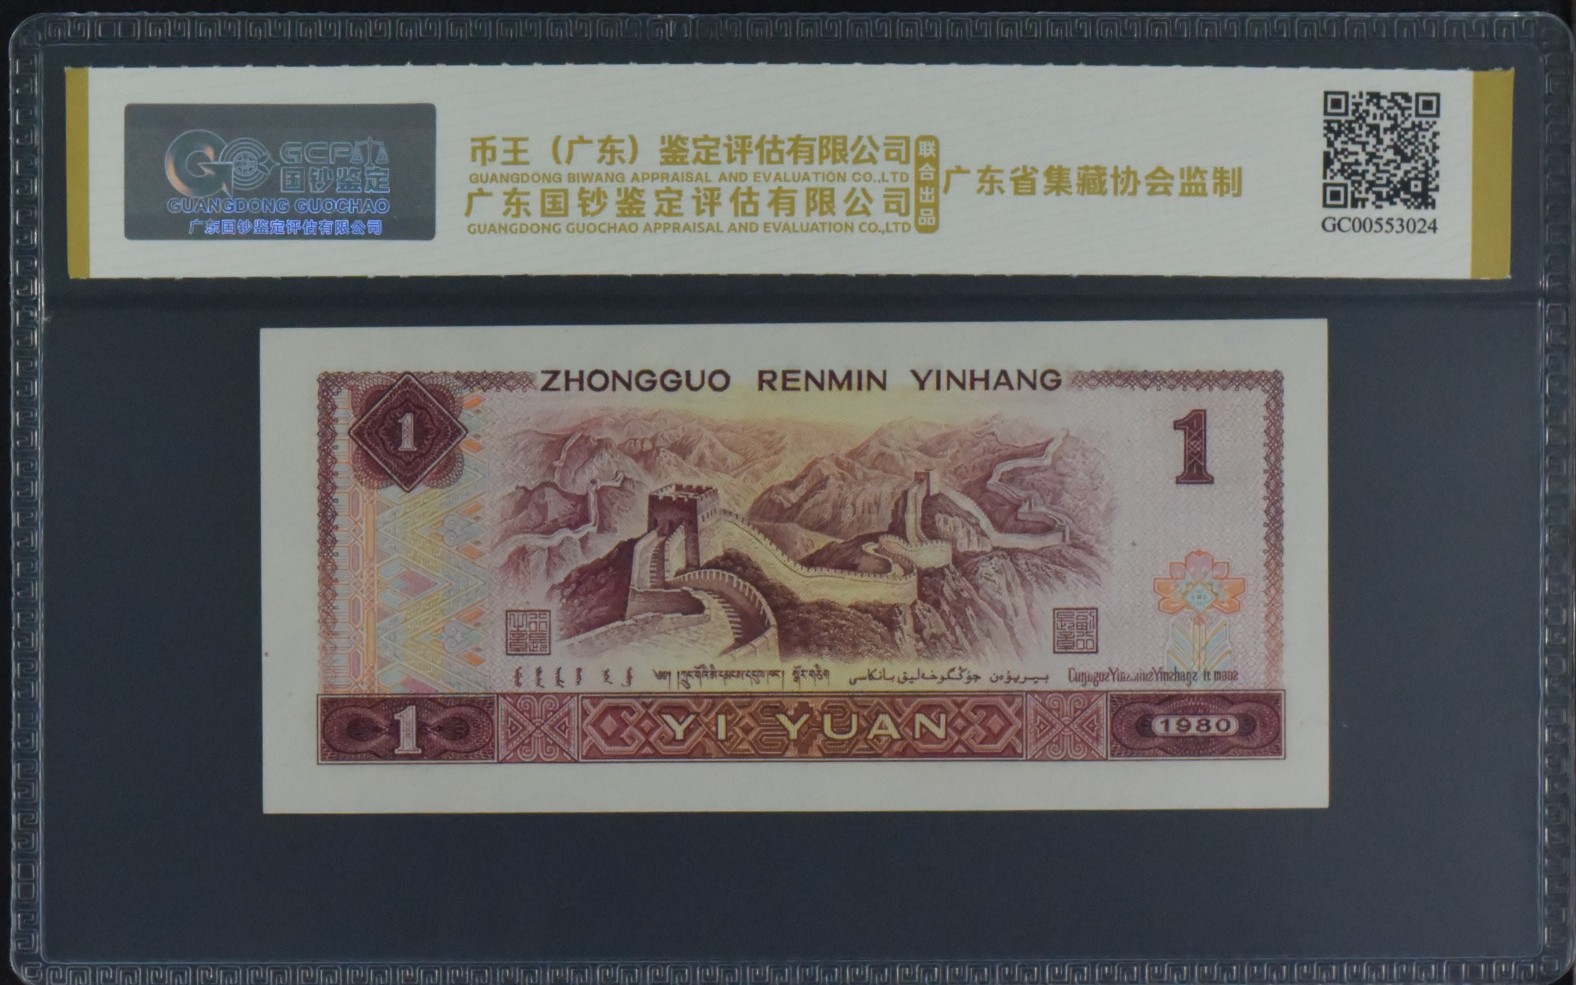 GCP
国钞鉴定
GUANGDONG GUOCHAO
广东国钞鉴定评估有限公司
币王（广东）鉴定评估有限公司
GUANGDONG BIWANG APPRAISAL AND EVALUATION CO.,LTD
广东国钞鉴定评估有限公司
GUANGDONG GUOCHAO APPRAISAL AND EVALUATION CO.,LTD
联合出品
广东省集藏协会监制
GC00553024
ZHONGGUO RENMIN YINHANG
1
1
1
YI YUAN
1980